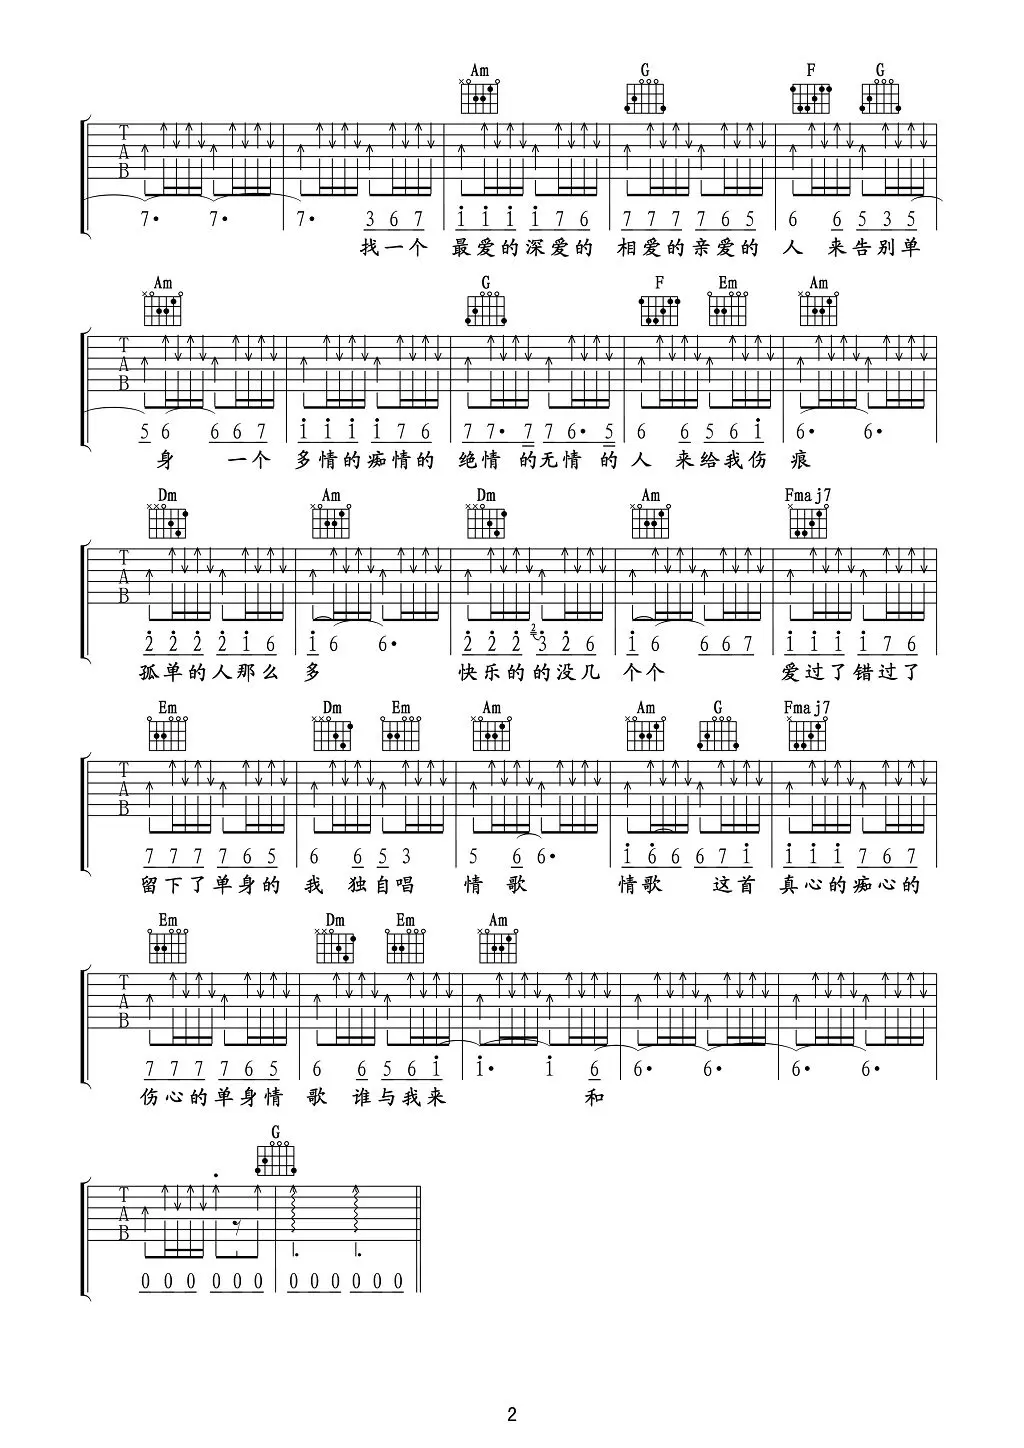 Am G F G
T A B
7• 7• 7• 3 6 7 i i i i 7 6 7 7 7 7 6 5 6 6 5 3 5
找一个 最爱的深爱的 相爱的亲爱的 人 来告别单
Am G F Em Am
T A B
5 6 6 6 7 i i i i 7 6 7 7• 7 7 6• 5 6 6 5 6 i 6• 6•
身 一个 多情的痴情的 绝情的无情的人 来给我伤 痕
Dm Am Dm Am Fmaj7
T A B
2 2 2 2 i 6 i 6 6• 2 2 2 2 3 2 6 i 6 6 6 7 i i i i 7 6
孤单的人那么 多 快乐的的没几 个个 爱过了错过了
Em Dm Em Am Am G Fmaj7
T A B
7 7 7 7 6 5 6 6 5 3 5 6 6• i 6 6 6 7 i i i i 7 6 7
留下了单身的 我 独自唱 情 歌 情歌 这首 真心的痴心的
Em Dm Em Am
T A B
7 7 7 7 6 5 6 6 5 6 i i• i 6 6• 6• 6• 6•
伤心的单身情 歌 谁与我来 和
G
T A B
0 0 0 0 0 0 0 0 0 0 0 0
2